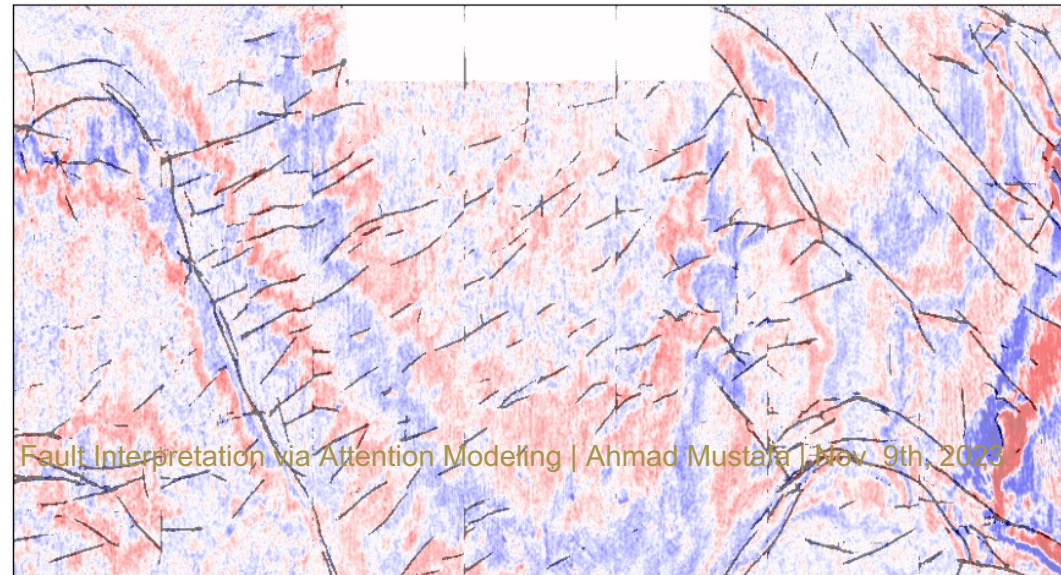 Fault Interpretation via Attention Modeling | Ahmad Mustafa | Nov. 9th, 2023